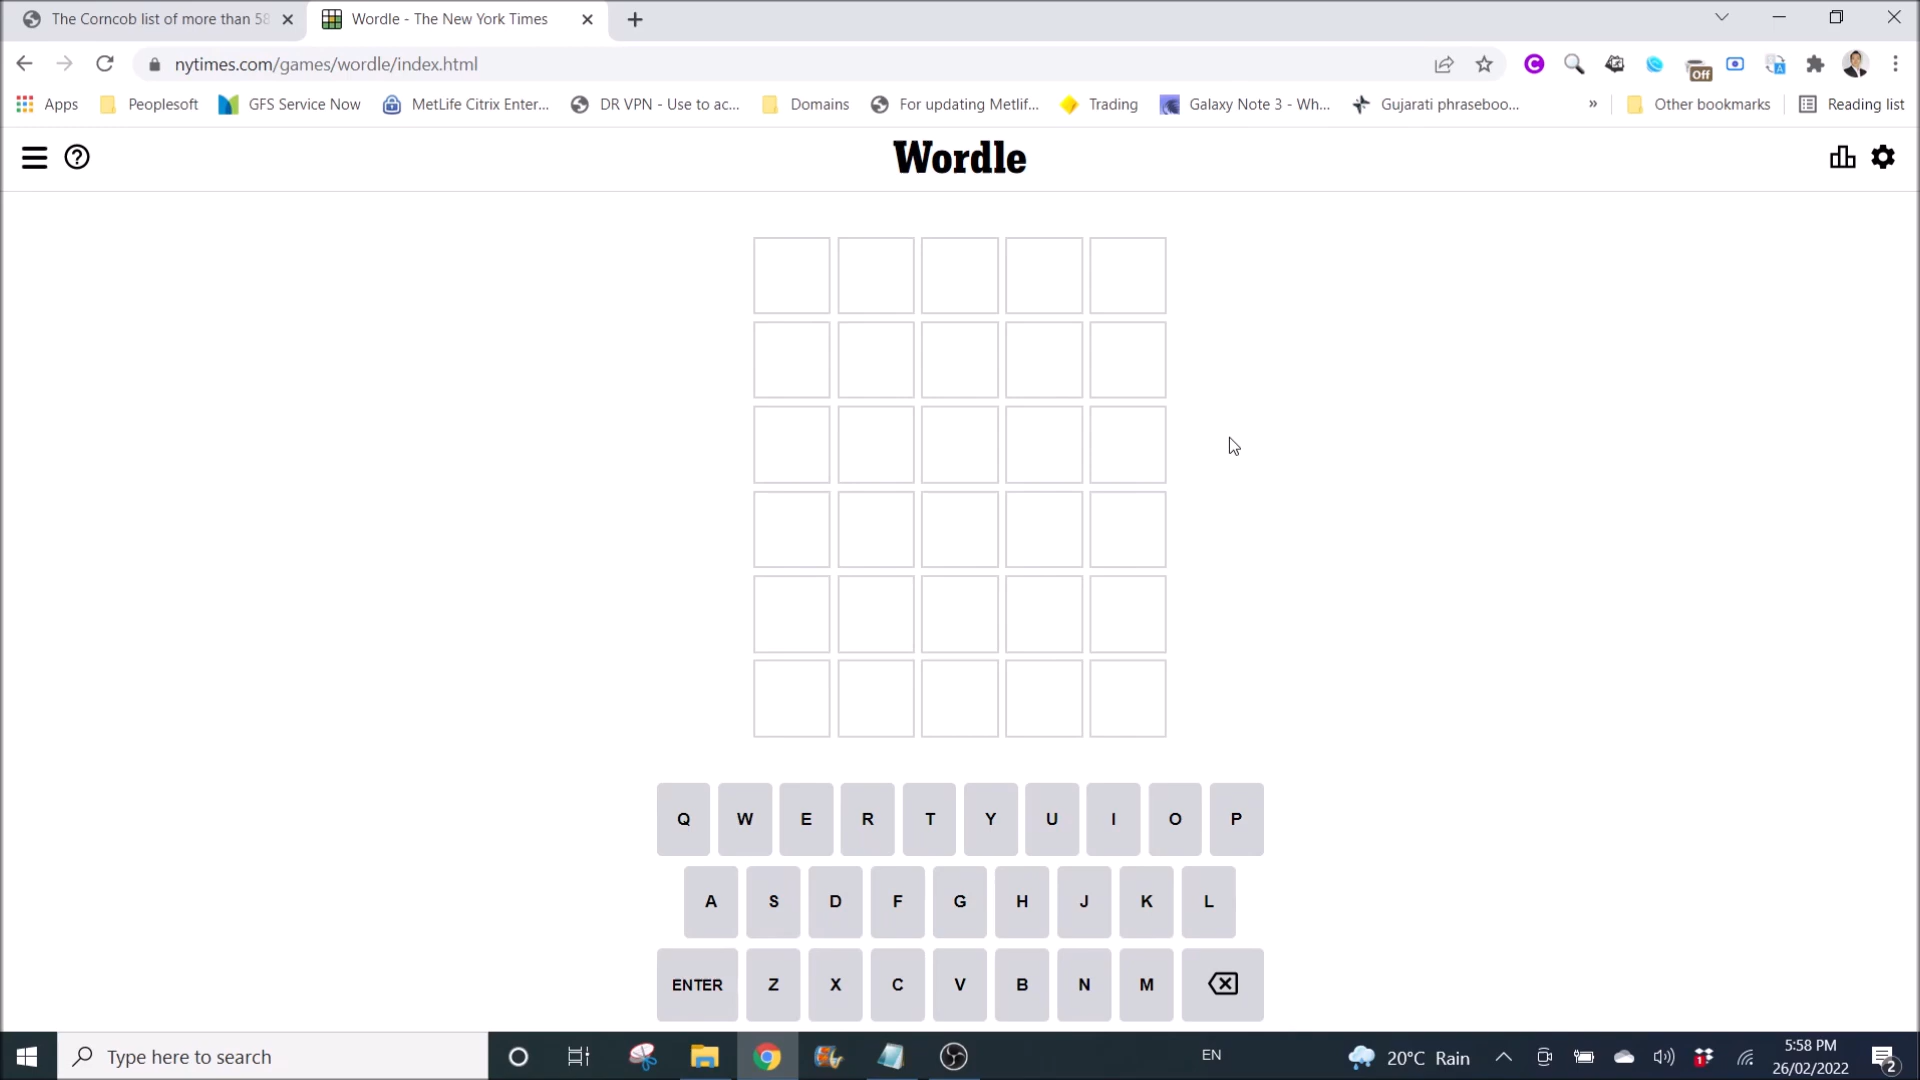 The Corncob list of more than 58
Wordle - The New York Times
nytimes.com/games/wordle/index.html
Off
Apps
Peoplesoft
GFS Service Now
MetLife Citrix Enter...
DR VPN - Use to ac...
Domains
For updating Metlif...
Trading
Galaxy Note 3 - Wh...
Gujarati phraseboo...
»
Other bookmarks
Reading list
Wordle
Q W E R T Y U I O P
A S D F G H J K L
ENTER Z X C V B N M
Type here to search
EN
20°C Rain
5:58 PM
26/02/2022
2